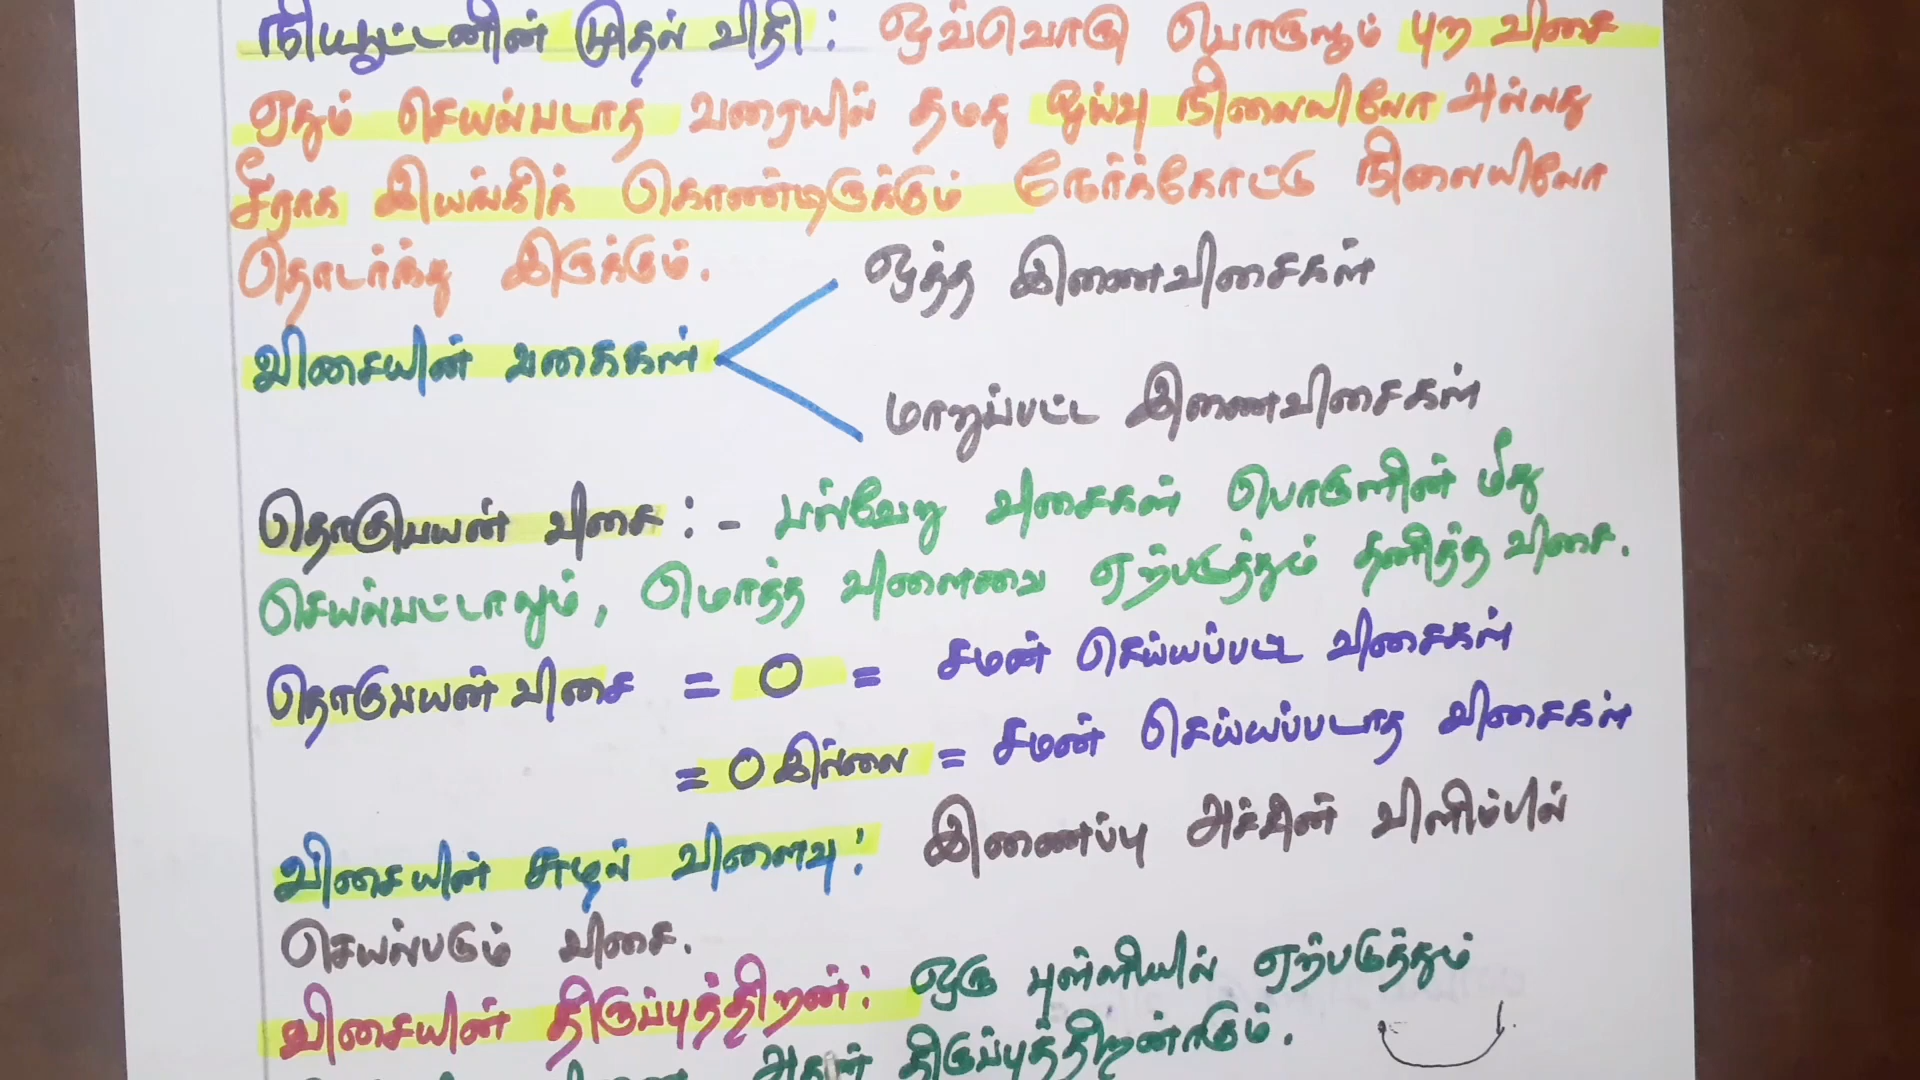 நியூட்டனின் முதல் விதி : ஒவ்வொரு பொருளும் புற விசை
ஏதும் செயல்படாத வரையில் தமது ஓய்வு நிலையிலோ அல்லது
சீராக இயங்கிக் கொண்டிருக்கும் நேர்க்கோட்டு நிலையிலோ
தொடர்ந்து இருக்கும்.
ஒத்த இணைவிசைகள்
விசையின் வகைகள்
மாறுப்பட்ட இணைவிசைகள்
தொகுபயன் விசை : - பல்வேறு விசைகள் பொருளின் மீது
செயல்பட்டாலும், மொத்த விளைவை ஏற்படுத்தும் தனித்த விசை.
தொகுபயன் விசை = 0 = சமன் செய்யப்பட்ட விசைகள்
= 0 இல்லை = சமன் செய்யப்படாத விசைகள்
விசையின் சுழல் விளைவு : இணைப்பு அச்சின் விளிம்பில்
செயல்படும் விசை.
விசையின் திருப்புத்திறன் : ஒரு புள்ளியில் ஏற்படுத்தும்
அதன் திருப்புத்திறனாகும்.